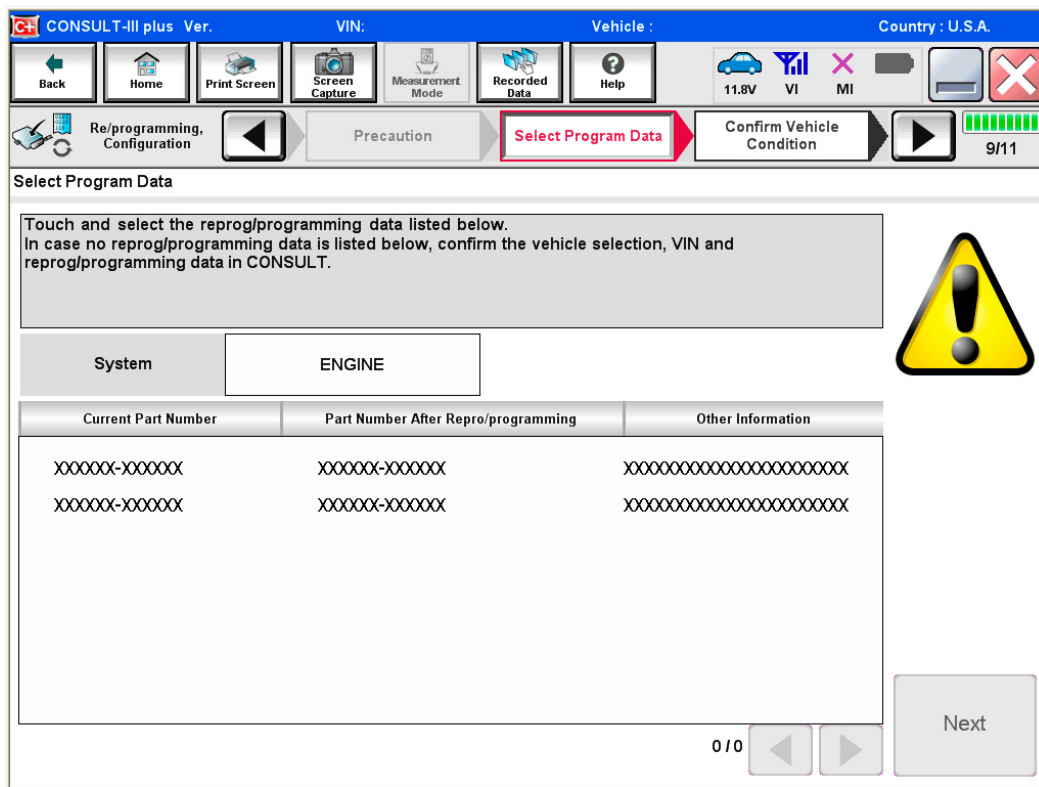 C+ CONSULT-III plus Ver. VIN: Vehicle : Country : U.S.A.
Back Home Print Screen Screen Capture Measurement Mode Recorded Data Help 11.8V VI MI
Re/programming, Configuration Precaution Select Program Data Confirm Vehicle Condition 9/11
Select Program Data
Touch and select the reprog/programming data listed below.
In case no reprog/programming data is listed below, confirm the vehicle selection, VIN and
reprog/programming data in CONSULT.
System ENGINE
Current Part Number Part Number After Repro/programming Other Information
XXXXXX-XXXXXX XXXXXX-XXXXXX XXXXXXXXXXXXXXXXXXXXXX
XXXXXX-XXXXXX XXXXXX-XXXXXX XXXXXXXXXXXXXXXXXXXXXX
Next
0/0